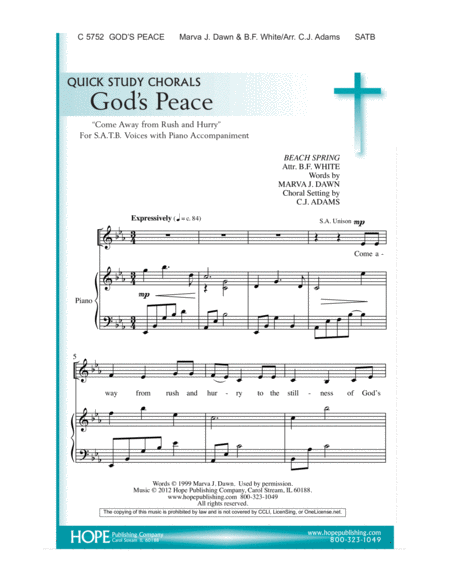 C 5752 GOD'S PEACE Marva J. Dawn & B.F. White/Arr. C.J. Adams SATB
QUICK STUDY CHORALS
God's Peace
"Come Away from Rush and Hurry"
For S.A.T.B. Voices with Piano Accompaniment
BEACH SPRING
Attr. B.F. WHITE
Words by
MARVA J. DAWN
Choral Setting by
C.J. ADAMS
Expressively (♩ = c. 84)
S.A. Unison mp
3 4
Come a-
Piano
3 4
mp
3 4
5
way from rush and hur - ry to the still - ness of God's
Words © 1999 Marva J. Dawn. Used by permission.
Music © 2012 Hope Publishing Company, Carol Stream, IL 60188.
www.hopepublishing.com 800-323-1049
All rights reserved.
The copying of this music is prohibited by law and is not covered by CCLI, LicenSing, or OneLicense.net.
HOPE Publishing Company
Carol Stream IL 60188
www.hopepublishing.com
800-323-1049